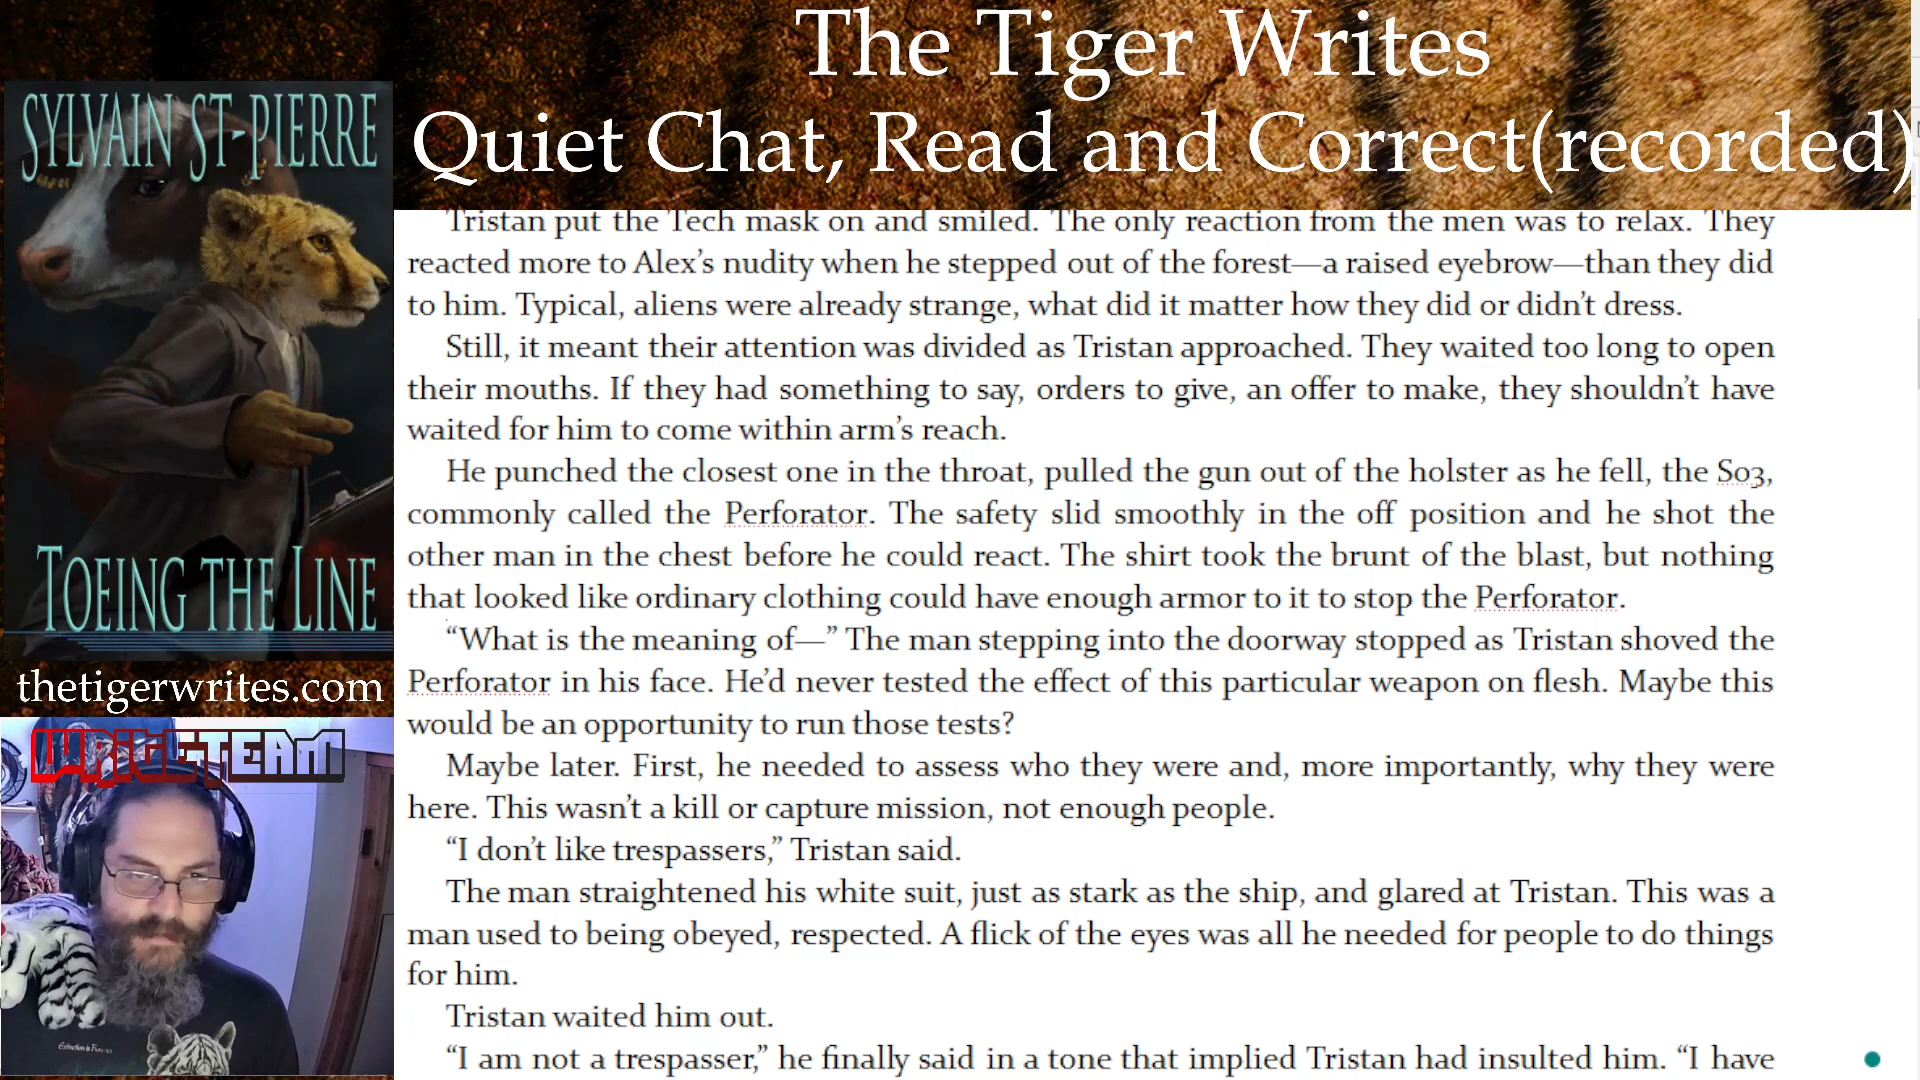 The Tiger Writes
Quiet Chat, Read and Correct(recorded)
SYLVAIN ST-PIERRE
TOEING THE LINE
thetigerwrites.com
WRITETEAM
Tristan put the Tech mask on and smiled. The only reaction from the men was to relax. They
reacted more to Alex’s nudity when he stepped out of the forest—a raised eyebrow—than they did
to him. Typical, aliens were already strange, what did it matter how they did or didn’t dress.
Still, it meant their attention was divided as Tristan approached. They waited too long to open
their mouths. If they had something to say, orders to give, an offer to make, they shouldn’t have
waited for him to come within arm’s reach.
He punched the closest one in the throat, pulled the gun out of the holster as he fell, the S03,
commonly called the Perforator. The safety slid smoothly in the off position and he shot the
other man in the chest before he could react. The shirt took the brunt of the blast, but nothing
that looked like ordinary clothing could have enough armor to it to stop the Perforator.
“What is the meaning of—” The man stepping into the doorway stopped as Tristan shoved the
Perforator in his face. He’d never tested the effect of this particular weapon on flesh. Maybe this
would be an opportunity to run those tests?
Maybe later. First, he needed to assess who they were and, more importantly, why they were
here. This wasn’t a kill or capture mission, not enough people.
“I don’t like trespassers,” Tristan said.
The man straightened his white suit, just as stark as the ship, and glared at Tristan. This was a
man used to being obeyed, respected. A flick of the eyes was all he needed for people to do things
for him.
Tristan waited him out.
“I am not a trespasser,” he finally said in a tone that implied Tristan had insulted him. “I have